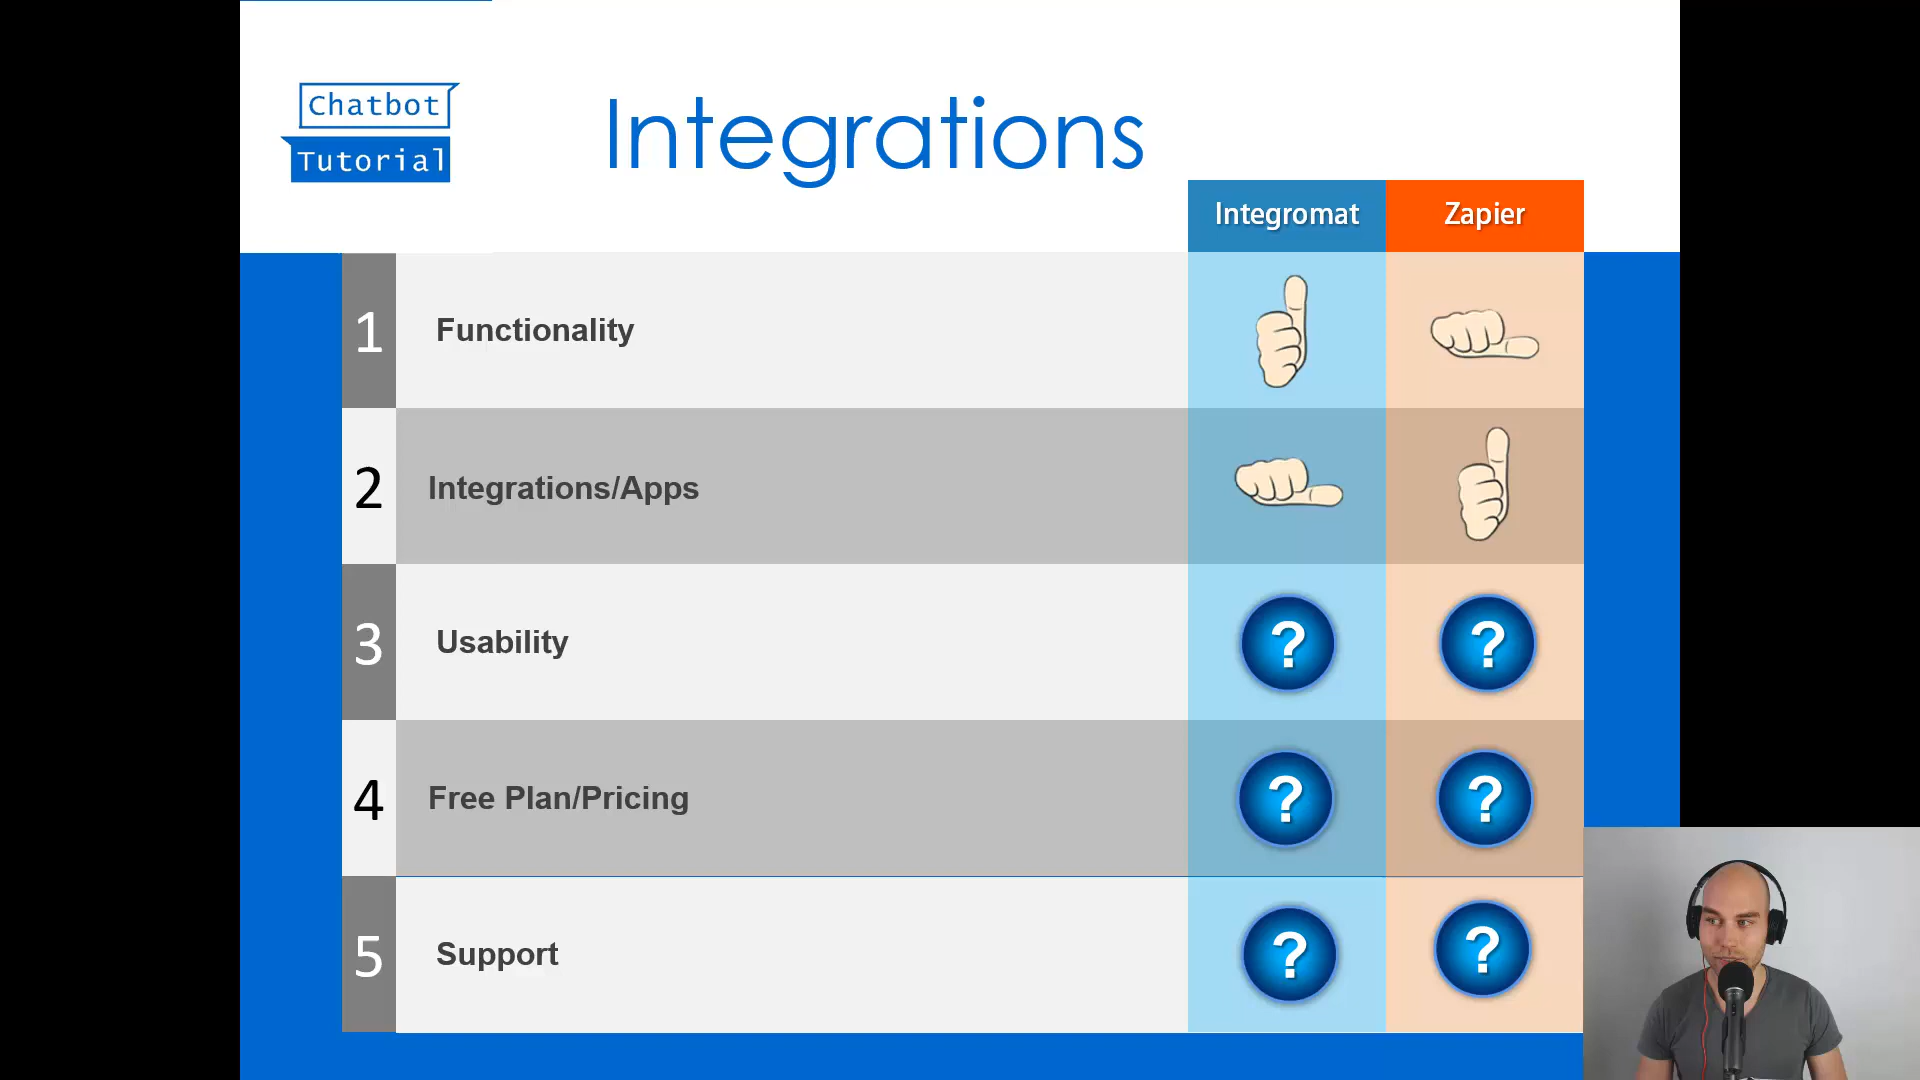 Chatbot
Tutorial
Integrations
Integromat
Zapier
1
Functionality
2
Integrations/Apps
3
Usability
?
?
4
Free Plan/Pricing
?
?
5
Support
?
?